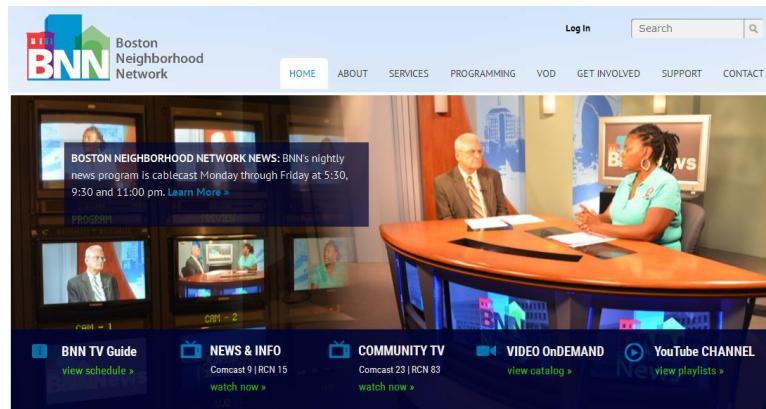 BNN
Boston
Neighborhood
Network
Log In
Search
HOME ABOUT SERVICES PROGRAMMING VOD GET INVOLVED SUPPORT CONTACT
BOSTON NEIGHBORHOOD NETWORK NEWS: BNN's nightly
news program is cablecast Monday through Friday at 5:30,
9:30 and 11:00 pm. Learn More »
PROGRAM
PREVIEW
CAM - 1
CAM - 2
News
BNN TV Guide
view schedule »
NEWS & INFO
Comcast 9 | RCN 15
watch now »
COMMUNITY TV
Comcast 23 | RCN 83
watch now »
VIDEO OnDEMAND
view catalog »
YouTube CHANNEL
view playlists »